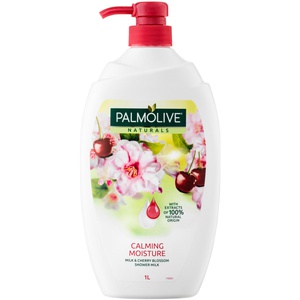 PALMOLIVE
NATURALS
WITH
EXTRACTS
OF 100%
NATURAL
ORIGIN
CALMING
MOISTURE
MILK & CHERRY BLOSSOM
SHOWER MILK
1L